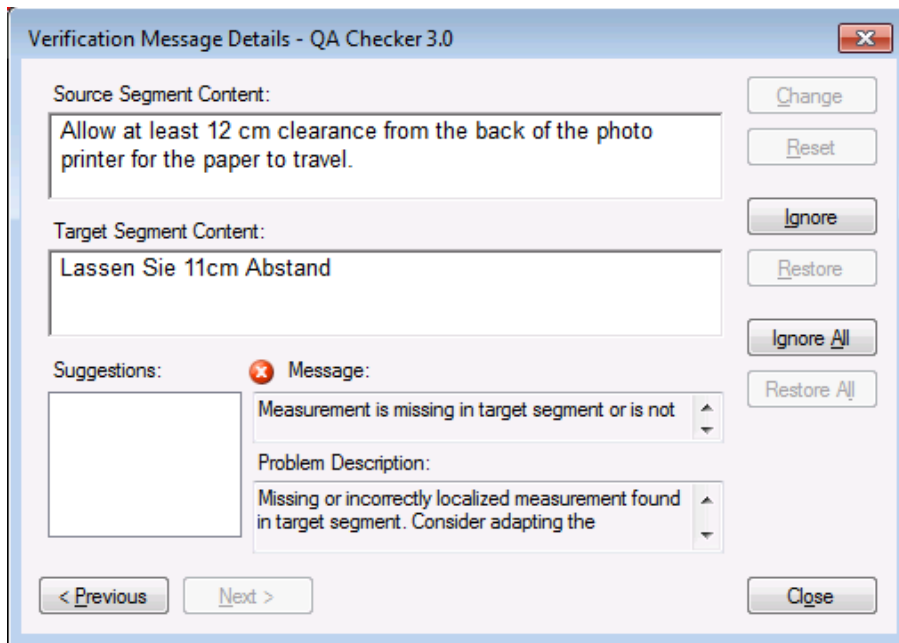 Verification Message Details - QA Checker 3.0
Source Segment Content:
Allow at least 12 cm clearance from the back of the photo
printer for the paper to travel.
Change
Reset
Target Segment Content:
Lassen Sie 11cm Abstand
Ignore
Restore
Ignore All
Restore All
Suggestions:
Message:
Measurement is missing in target segment or is not
Problem Description:
Missing or incorrectly localized measurement found
in target segment. Consider adapting the
< Previous
Next >
Close